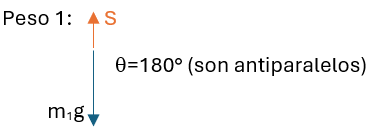 Peso 1: S
θ=180° (son antiparalelos)
m₁g